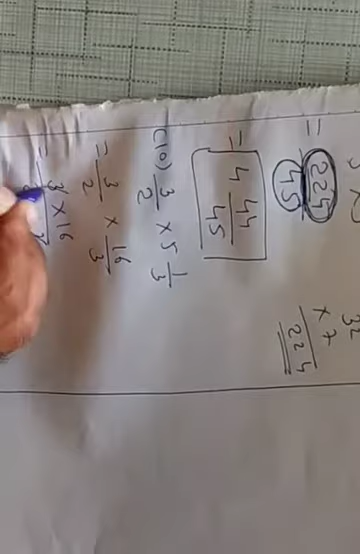 32
× 7
= 224/45
224
= 4 44/45
(10) 3/2 × 5 1/3
= 3/2 × 16/3
= 3 × 16